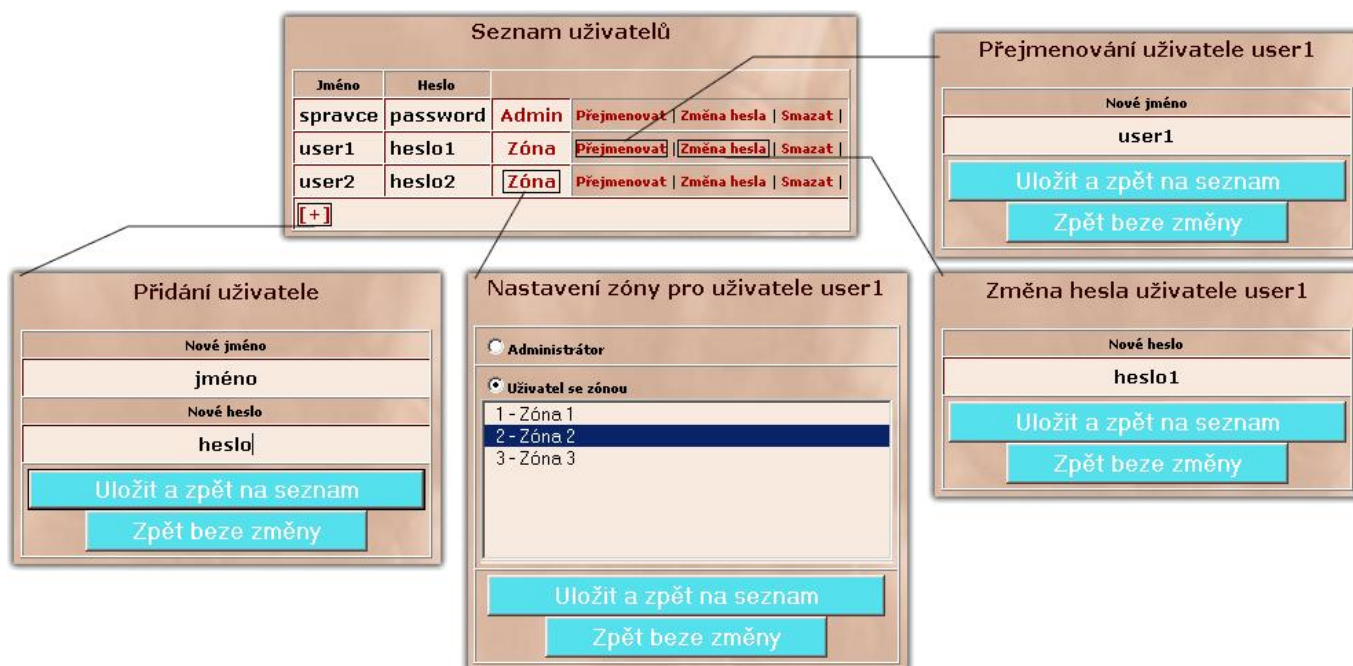 Seznam uživatelů
Jméno Heslo
spravce password Admin Přejmenovat | Změna hesla | Smazat |
user1 heslo1 Zóna Přejmenovat | Změna hesla | Smazat |
user2 heslo2 Zóna Přejmenovat | Změna hesla | Smazat |
[+]
Přejmenování uživatele user1
Nové jméno
user1
Uložit a zpět na seznam
Zpět beze změny
Přidání uživatele
Nové jméno
jméno
Nové heslo
heslo
Uložit a zpět na seznam
Zpět beze změny
Nastavení zóny pro uživatele user1
Administrátor
Uživatel se zónou
1 - Zóna 1
2 - Zóna 2
3 - Zóna 3
Uložit a zpět na seznam
Zpět beze změny
Změna hesla uživatele user1
Nové heslo
heslo1
Uložit a zpět na seznam
Zpět beze změny